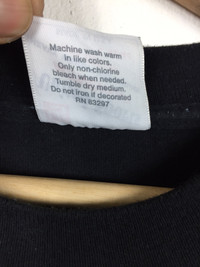 Machine wash warm
in like colors.
Only non-chlorine
bleach when needed.
Tumble dry medium.
Do not iron if decorated
RN 83297